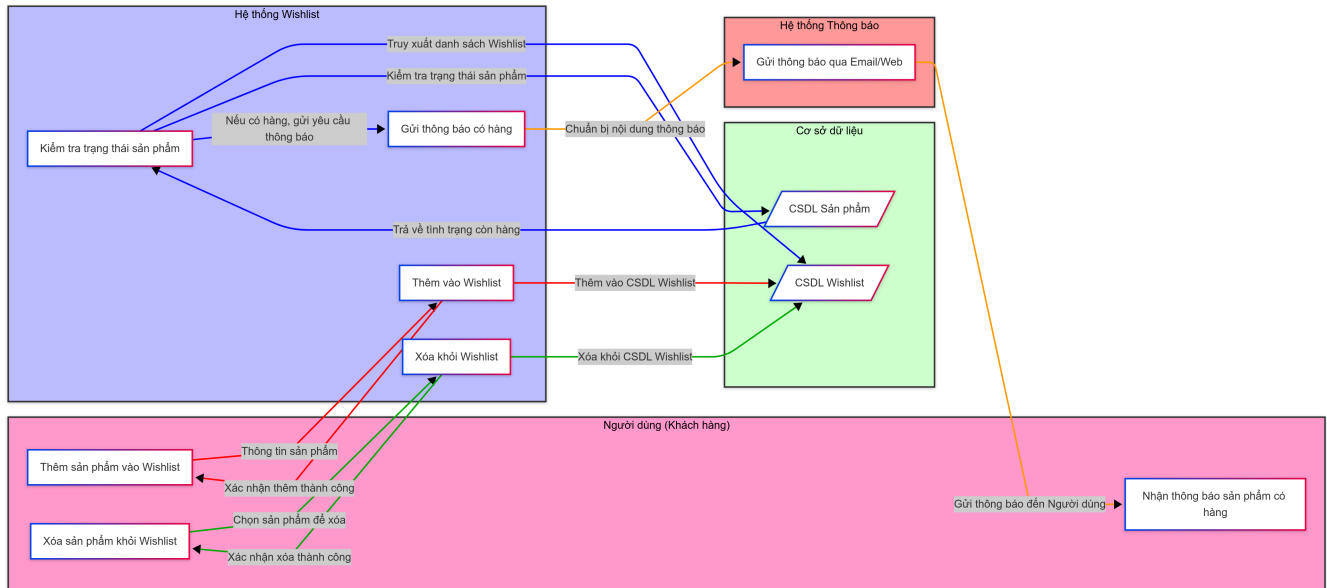 Hệ thống Wishlist
Truy xuất danh sách Wishlist
Kiểm tra trạng thái sản phẩm
Nếu có hàng, gửi yêu cầu
thông báo
Kiểm tra trạng thái sản phẩm
Gửi thông báo có hàng
Trả về tình trạng còn hàng
Thêm vào Wishlist
Xóa khỏi Wishlist
Chuẩn bị nội dung thông báo
Thêm vào CSDL Wishlist
Xóa khỏi CSDL Wishlist
Hệ thống Thông báo
Gửi thông báo qua Email/Web
Cơ sở dữ liệu
CSDL Sản phẩm
CSDL Wishlist
Người dùng (Khách hàng)
Thông tin sản phẩm
Thêm sản phẩm vào Wishlist
Xác nhận thêm thành công
Chọn sản phẩm để xóa
Xóa sản phẩm khỏi Wishlist
Xác nhận xóa thành công
Gửi thông báo đến Người dùng
Nhận thông báo sản phẩm có
hàng